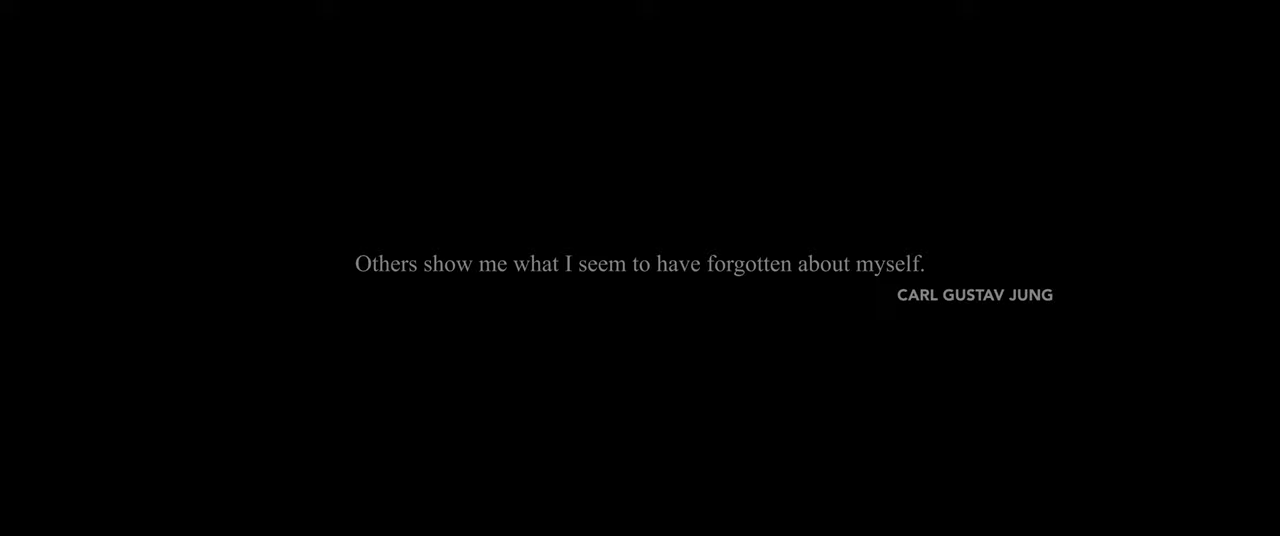 Others show me what I seem to have forgotten about myself.
CARL GUSTAV JUNG